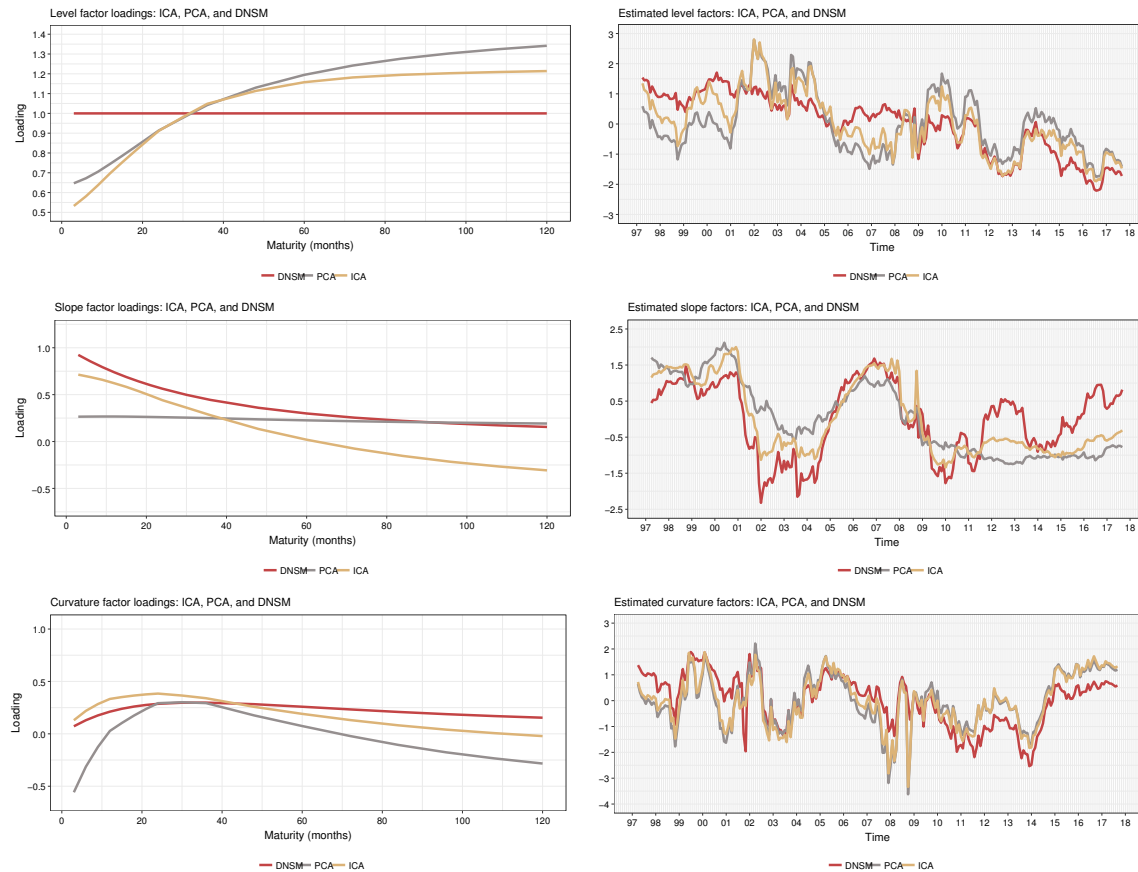 Level factor loadings: ICA, PCA, and DNSM
1.4
1.3
1.2
1.1
1.0
0.9
0.8
0.7
0.6
0.5
Loading
0 20 40 60 80 100 120
Maturity (months)
DNSM PCA ICA
Estimated level factors: ICA, PCA, and DNSM
3
2
1
0
−1
−2
−3
97 98 99 00 01 02 03 04 05 06 07 08 09 10 11 12 13 14 15 16 17 18
Time
DNSM PCA ICA
Slope factor loadings: ICA, PCA, and DNSM
1.0
0.5
0.0
−0.5
Loading
0 20 40 60 80 100 120
Maturity (months)
DNSM PCA ICA
Estimated slope factors: ICA, PCA, and DNSM
2.5
1.5
0.5
−0.5
−1.5
−2.5
97 98 99 00 01 02 03 04 05 06 07 08 09 10 11 12 13 14 15 16 17 18
Time
DNSM PCA ICA
Curvature factor loadings: ICA, PCA, and DNSM
1.0
0.5
0.0
−0.5
Loading
0 20 40 60 80 100 120
Maturity (months)
DNSM PCA ICA
Estimated curvature factors: ICA, PCA, and DNSM
3
2
1
0
−1
−2
−3
−4
97 98 99 00 01 02 03 04 05 06 07 08 09 10 11 12 13 14 15 16 17 18
Time
DNSM PCA ICA